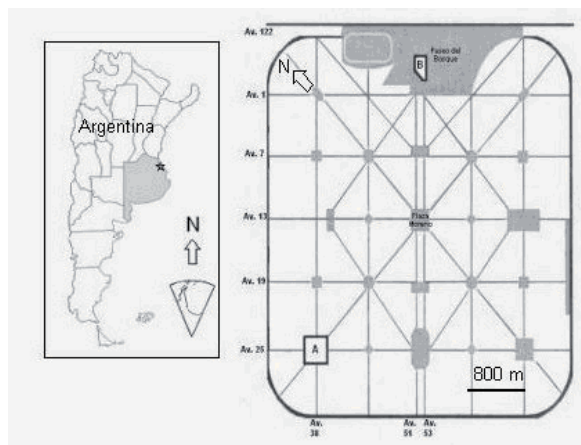 Argentina
N
Av. 122
Paseo del
Bosque
B
N
Av. 1
Av. 7
Av. 13
Plaza
Moreno
Av. 19
Av. 25
A
800 m
Av.
38
Av.
51
Av.
53